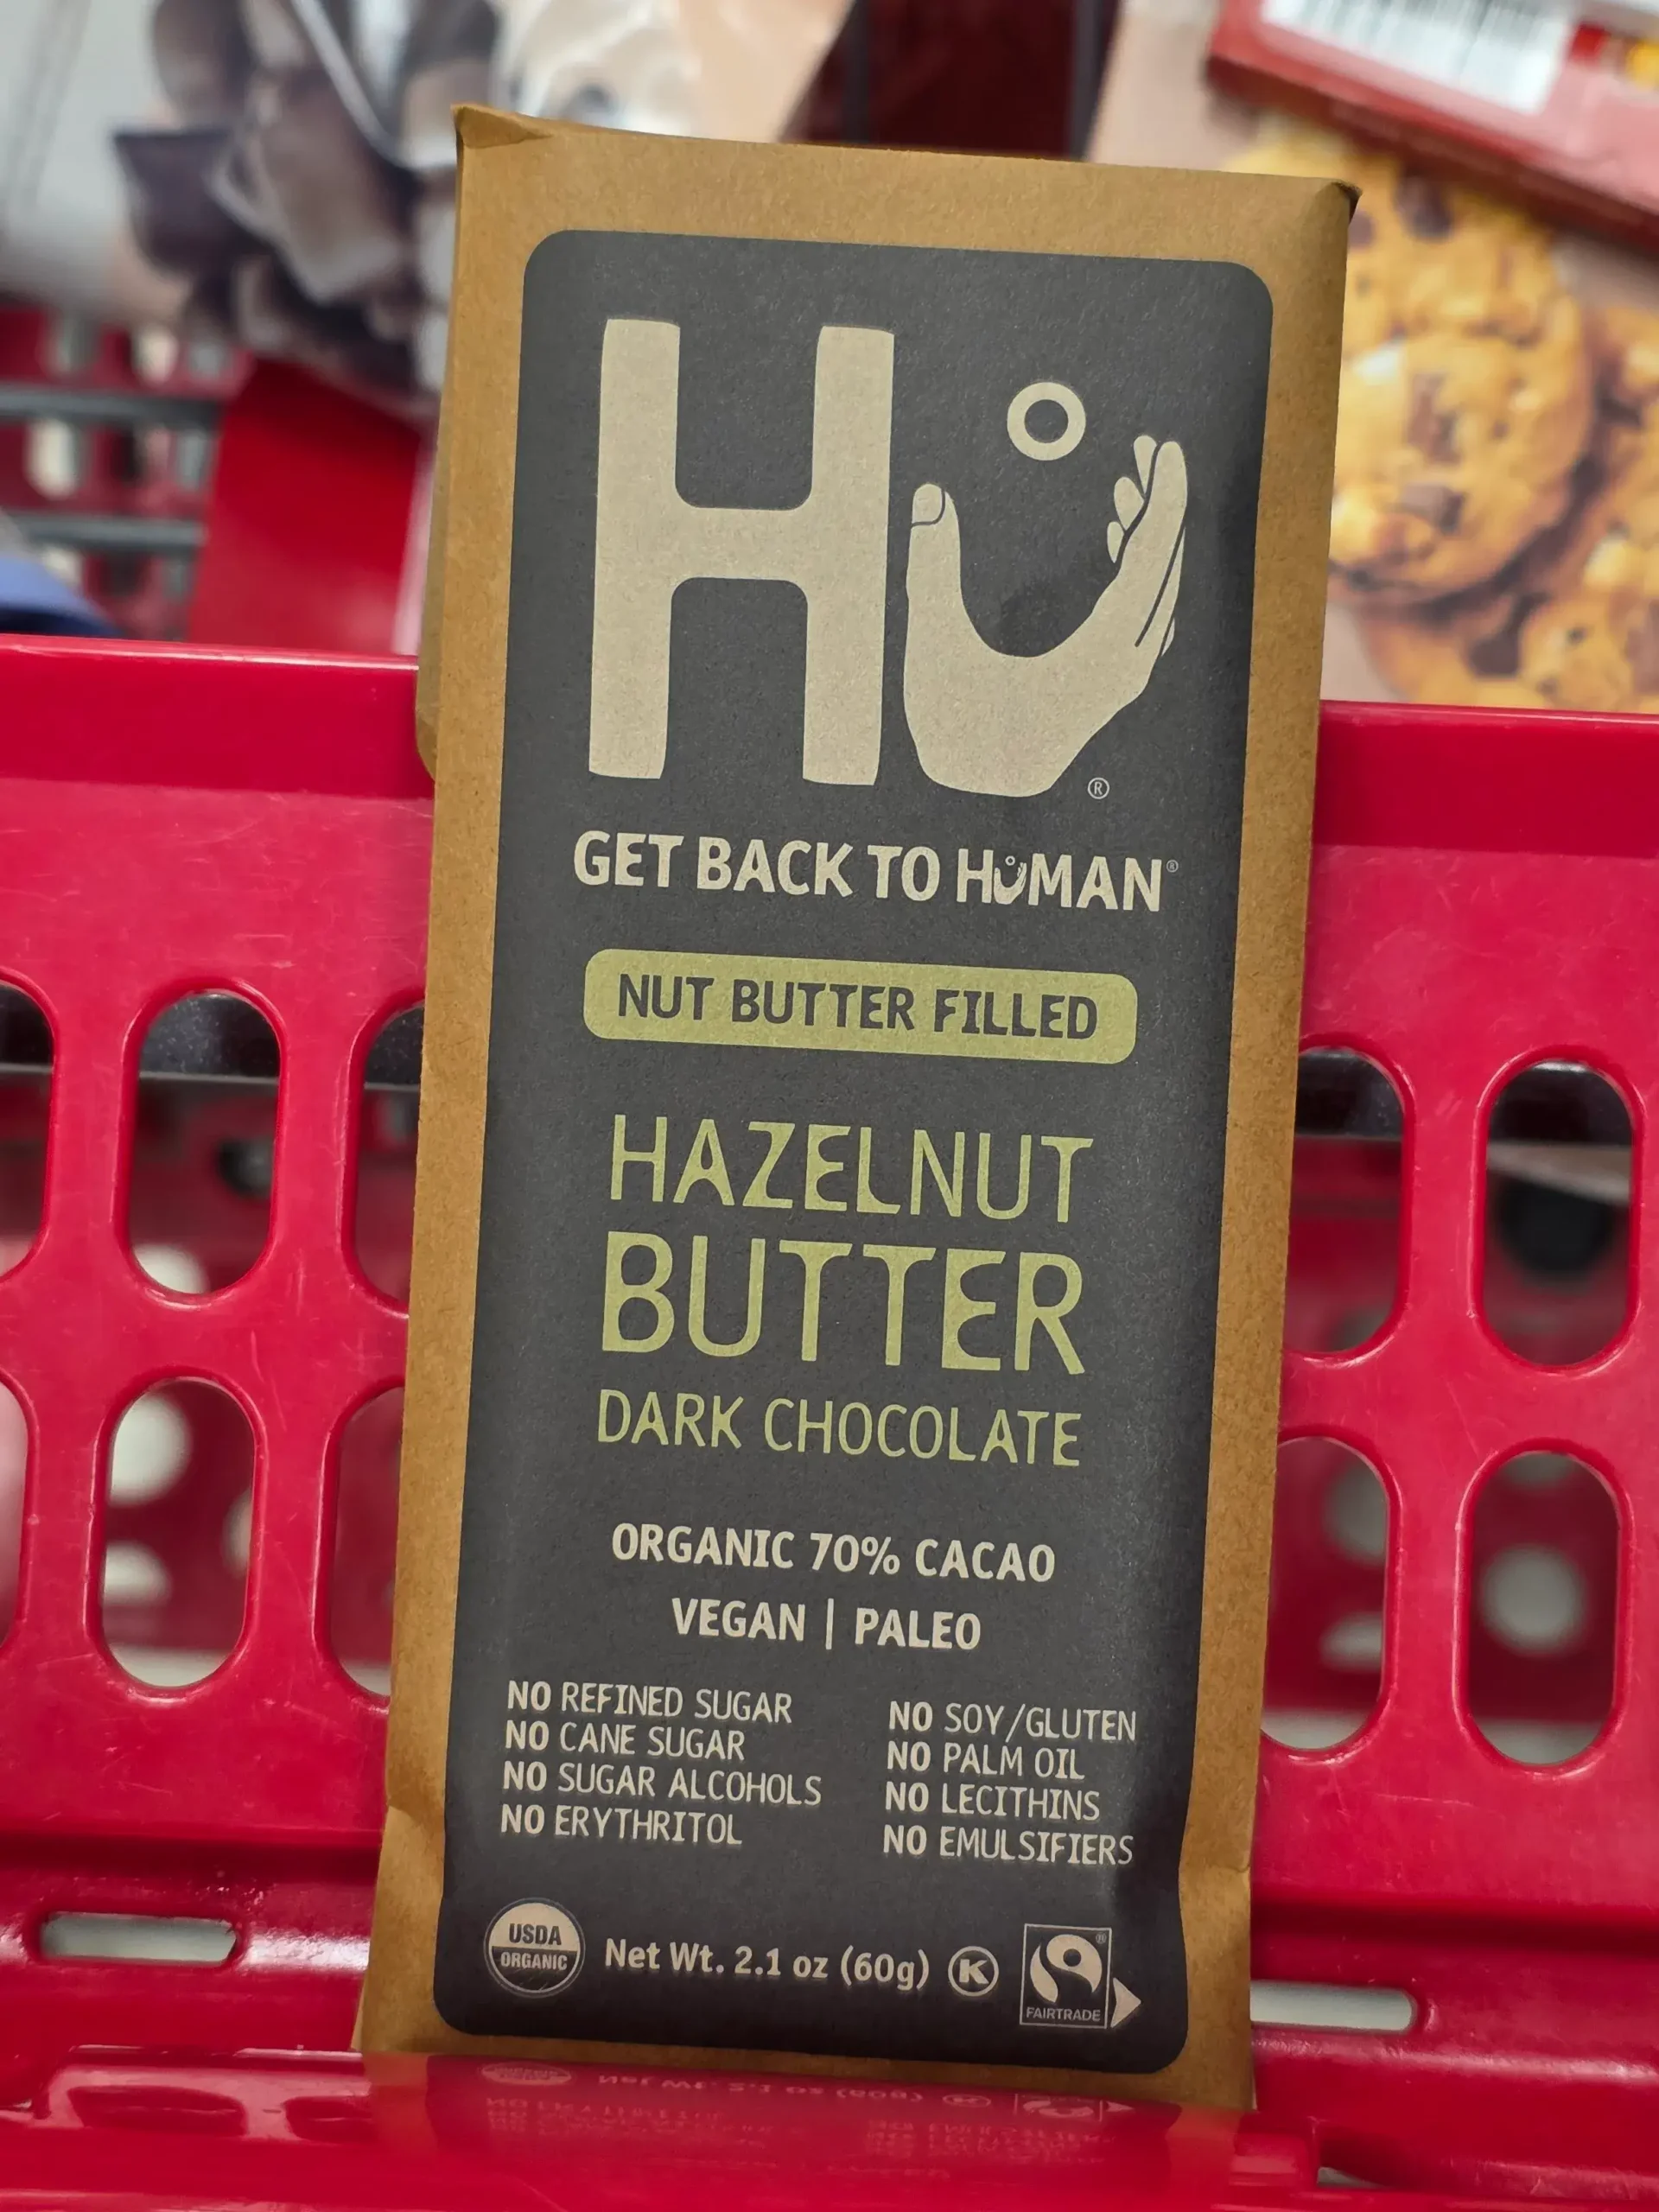 Hu®
GET BACK TO HUMAN®
NUT BUTTER FILLED
HAZELNUT
BUTTER
DARK CHOCOLATE
ORGANIC 70% CACAO
VEGAN | PALEO
NO REFINED SUGAR
NO CANE SUGAR
NO SUGAR ALCOHOLS
NO ERYTHRITOL
NO SOY/GLUTEN
NO PALM OIL
NO LECITHINS
NO EMULSIFIERS
USDA
ORGANIC
Net Wt. 2.1 oz (60g)
K
®
FAIRTRADE